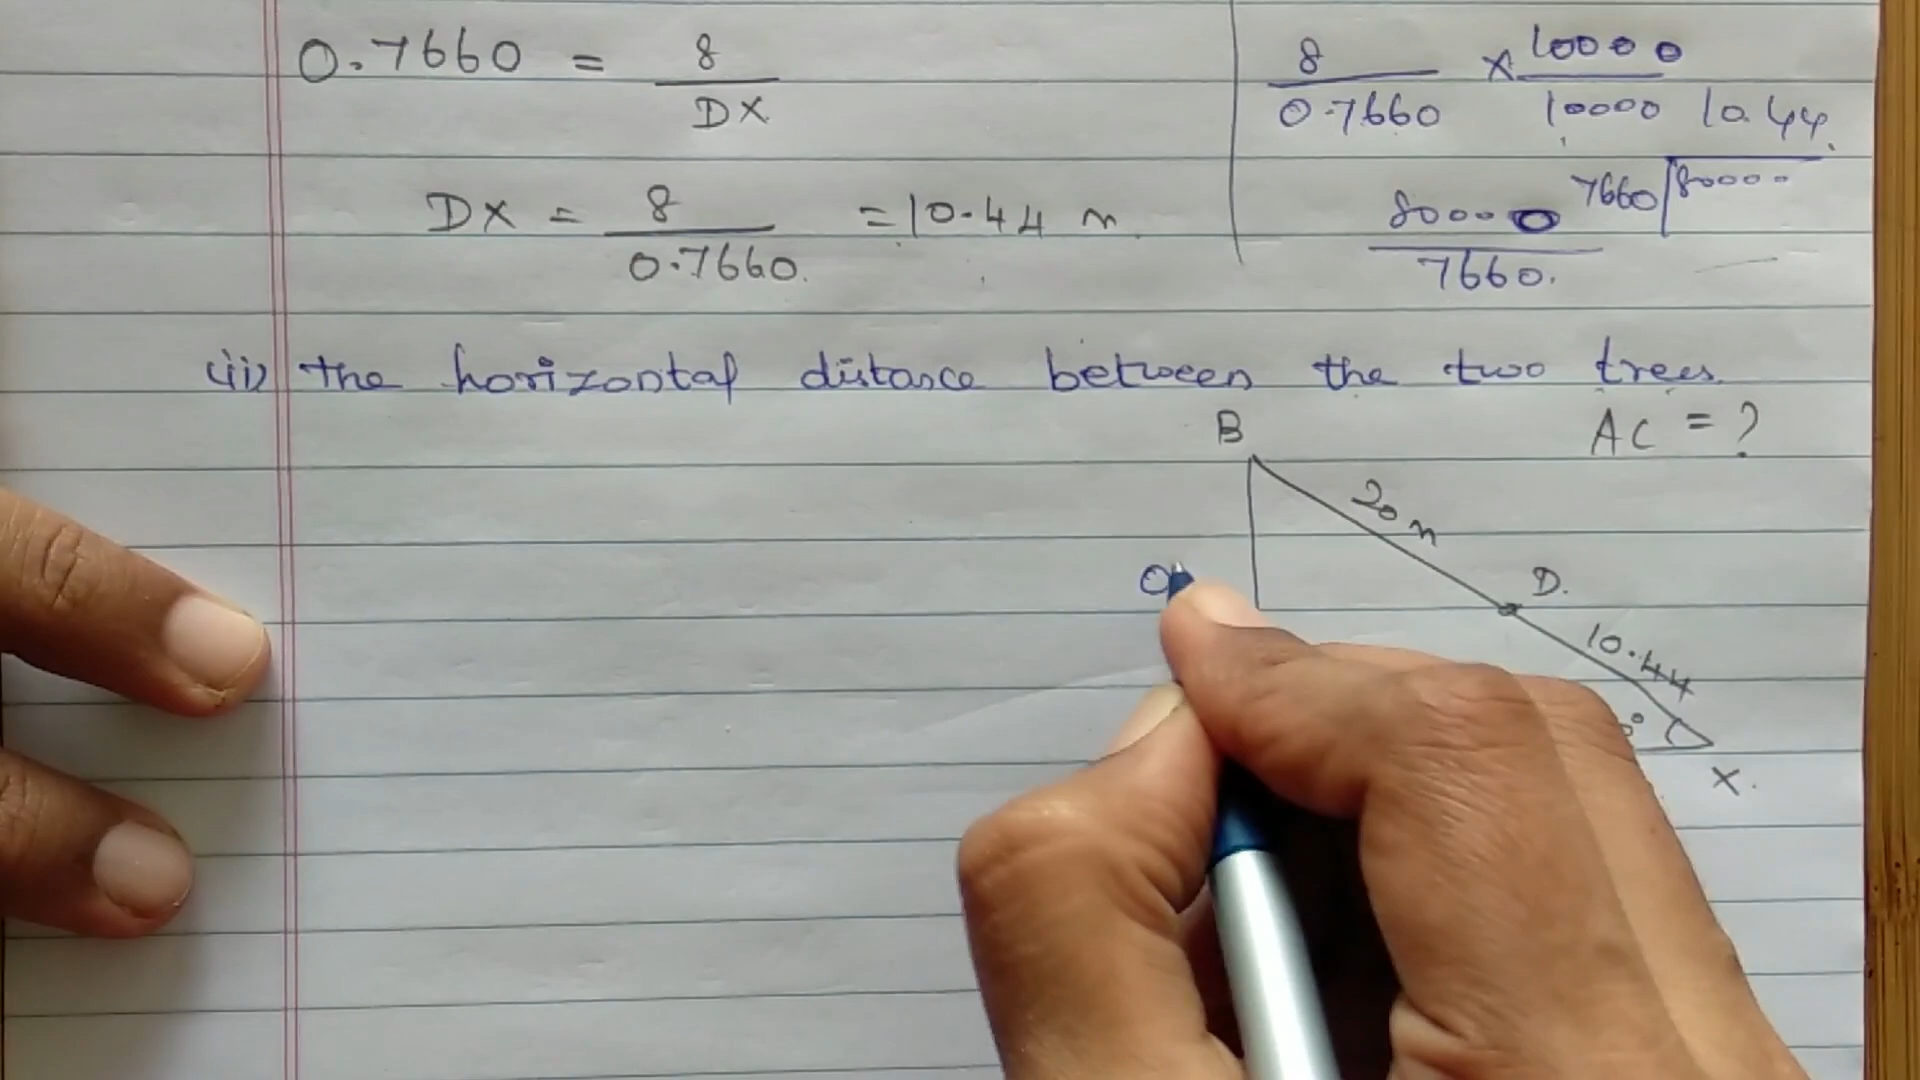 0.7660 = 8 / DX
8 / 0.7660 × 10000 / 10000
10.44
7660 80000
80000 / 7660.
DX = 8 / 0.7660. = 10.44 m.
(ii) the horizontal distance between the two trees.
AC = ?
B
20 m
D.
10.44
X.